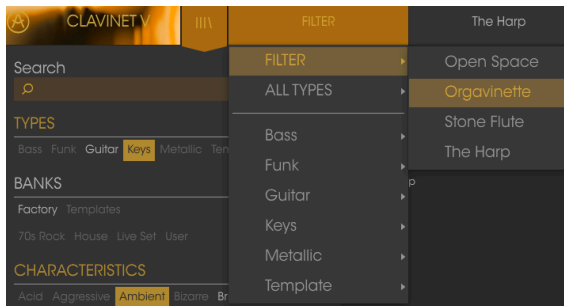 CLAVINET V
FILTER
The Harp
Search
TYPES
Bass Funk Guitar Keys Metallic
BANKS
Factory Templates
70s Rock House Live Set User
CHARACTERISTICS
Acid Aggressive Ambient Bizarre
FILTER
ALL TYPES
Bass
Funk
Guitar
Keys
Metallic
Template
Open Space
Orgavinette
Stone Flute
The Harp